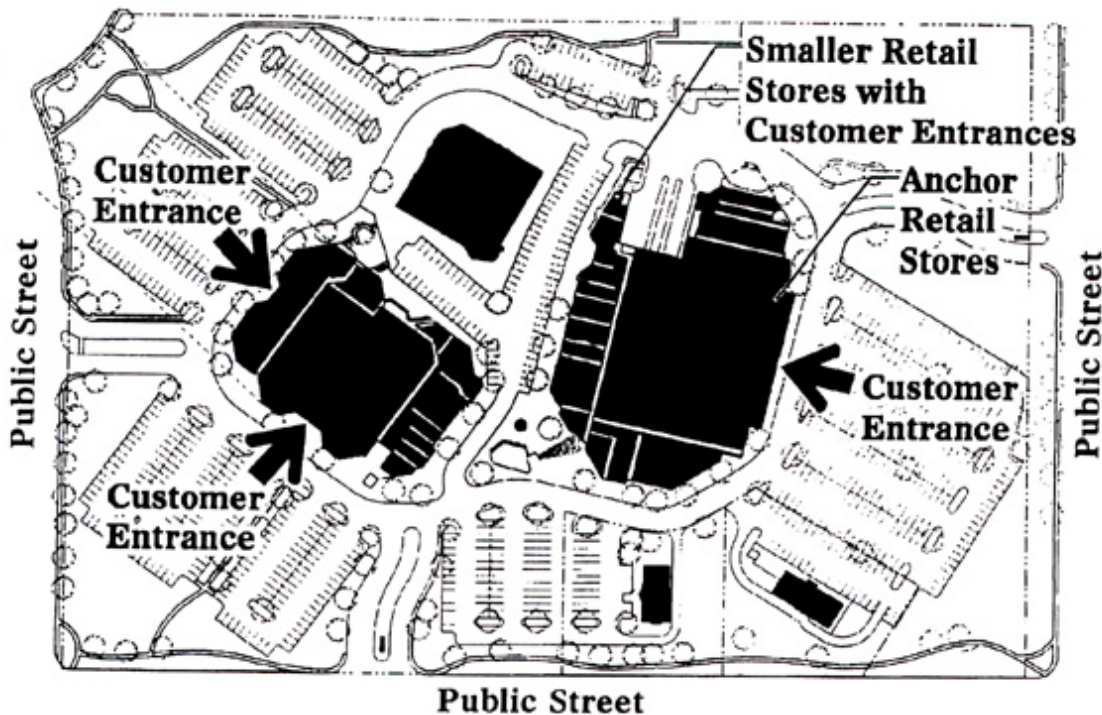 Smaller Retail
Stores with
Customer Entrances
Customer
Entrance
Anchor
Retail
Stores
Public Street
Public Street
Customer
Entrance
Customer
Entrance
Public Street